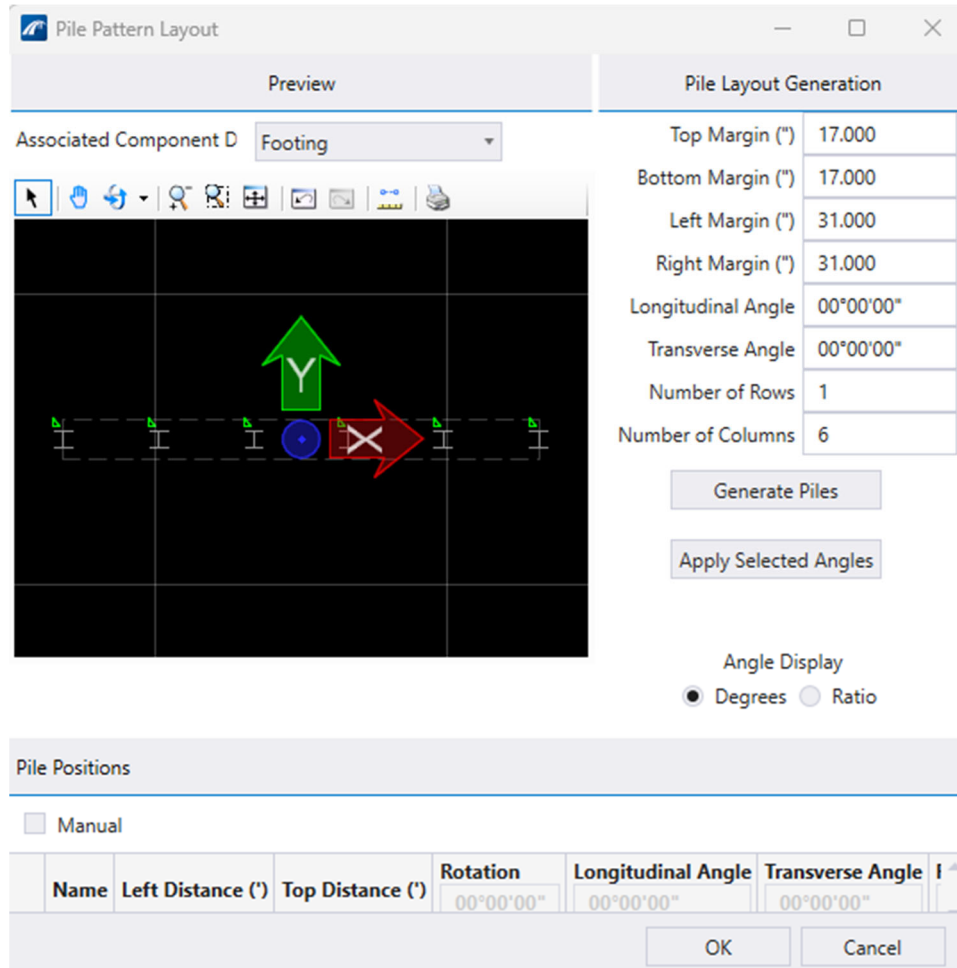 Pile Pattern Layout
Preview
Pile Layout Generation
Associated Component D
Footing
Top Margin (") 17.000
Bottom Margin (") 17.000
Left Margin (") 31.000
Right Margin (") 31.000
Longitudinal Angle 00°00'00"
Transverse Angle 00°00'00"
Number of Rows 1
Number of Columns 6
Y
X
Generate Piles
Apply Selected Angles
Angle Display
Degrees Ratio
Pile Positions
Manual
Name Left Distance (') Top Distance (') Rotation Longitudinal Angle Transverse Angle
00°00'00" 00°00'00" 00°00'00"
OK Cancel